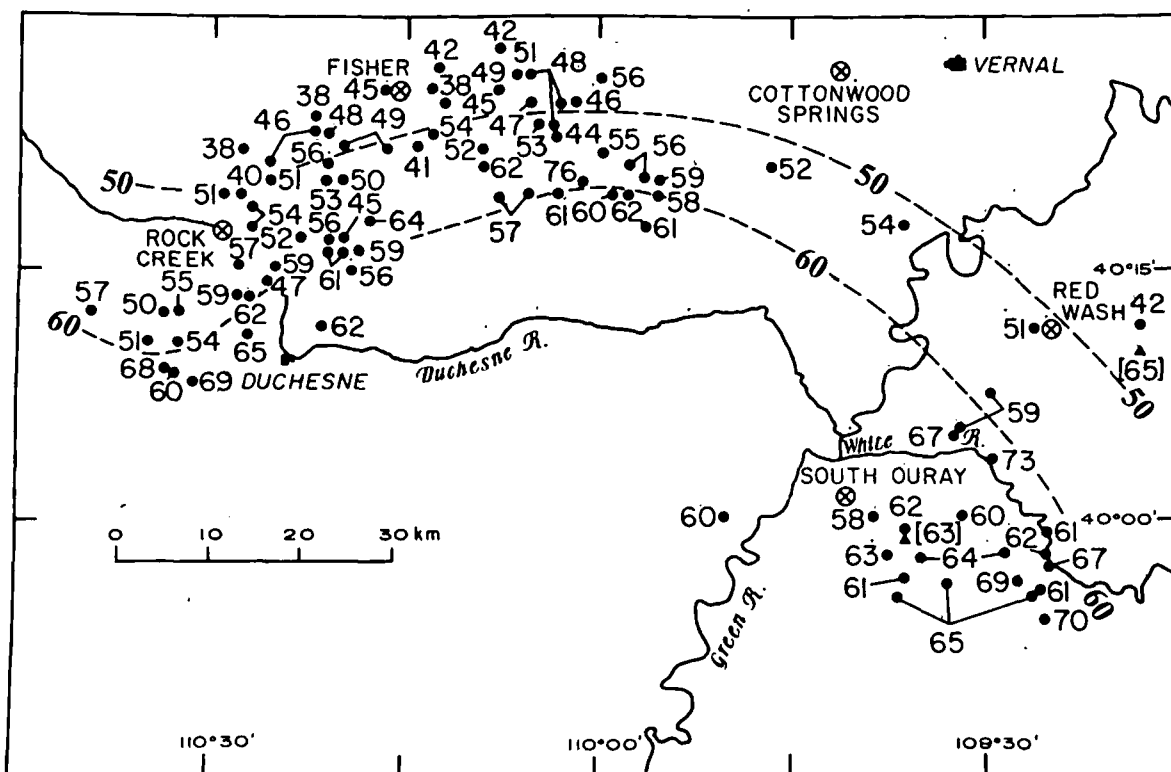 42
42 51 48
FISHER
45 38 49 56
VERNAL
COTTONWOOD
SPRINGS
38
46 48 49 54 45 47 46
38 56 41 52 53 44 55 56
40 51 53 50 62 76 59 52 50
50 51 45 64 57 61 60 62 58
54 56 61 54
ROCK
CREEK
57 52 59 59 60
61 56 40°15'
57 50 55 59 47
RED
WASH
42
60 62 62 51
51 54 65 [65]
68 60 69 DUCHESNE Duchesne R. 50
59
67 White R.
73
SOUTH OURAY
60 58 62 60 61 40°00'
0 10 20 30 km
[63] 62
63 64 67
61 69 61 60
65 70
Green R.
110°30' 110°00' 109°30'